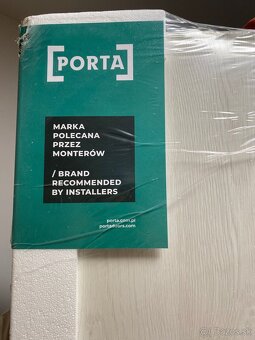 [PORTA]
MARKA
POLECANA
PRZEZ
MONTERÓW
/ BRAND
RECOMMENDED
BY INSTALLERS
porta.com.pl
portadoors.com